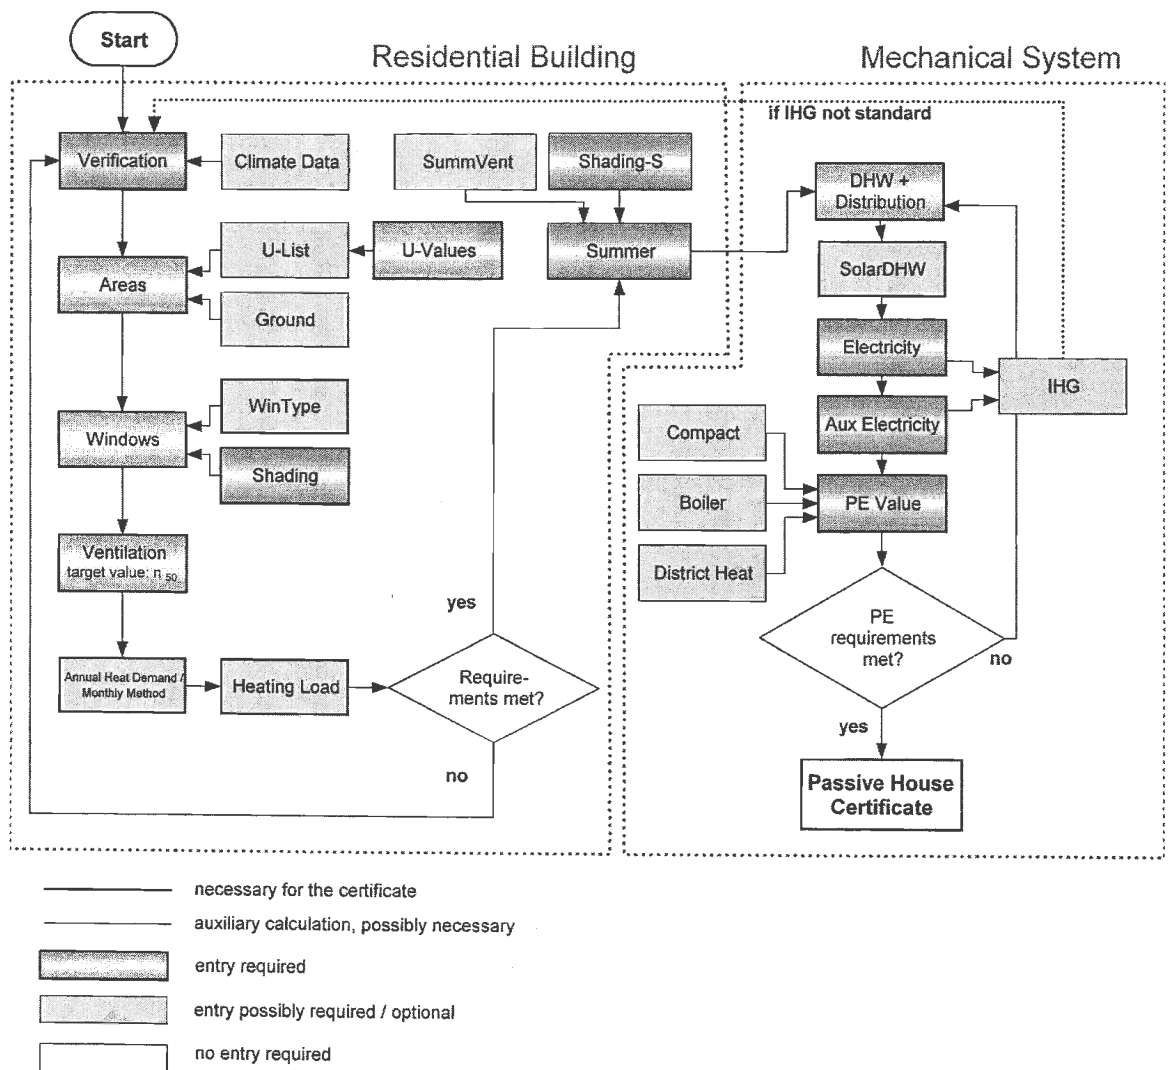 Start
Residential Building
Mechanical System
if IHG not standard
Verification
Climate Data
SummVent
Shading-S
DHW +
Distribution
U-List
U-Values
Summer
Areas
SolarDHW
Ground
Electricity
IHG
WinType
Aux Electricity
Windows
Compact
Shading
Boiler
PE Value
Ventilation
target value: n 50
District Heat
yes
PE
requirements
met?
no
Annual Heat Demand /
Monthly Method
Heating Load
Require-
ments met?
yes
no
Passive House
Certificate
necessary for the certificate
auxiliary calculation, possibly necessary
entry required
entry possibly required / optional
no entry required